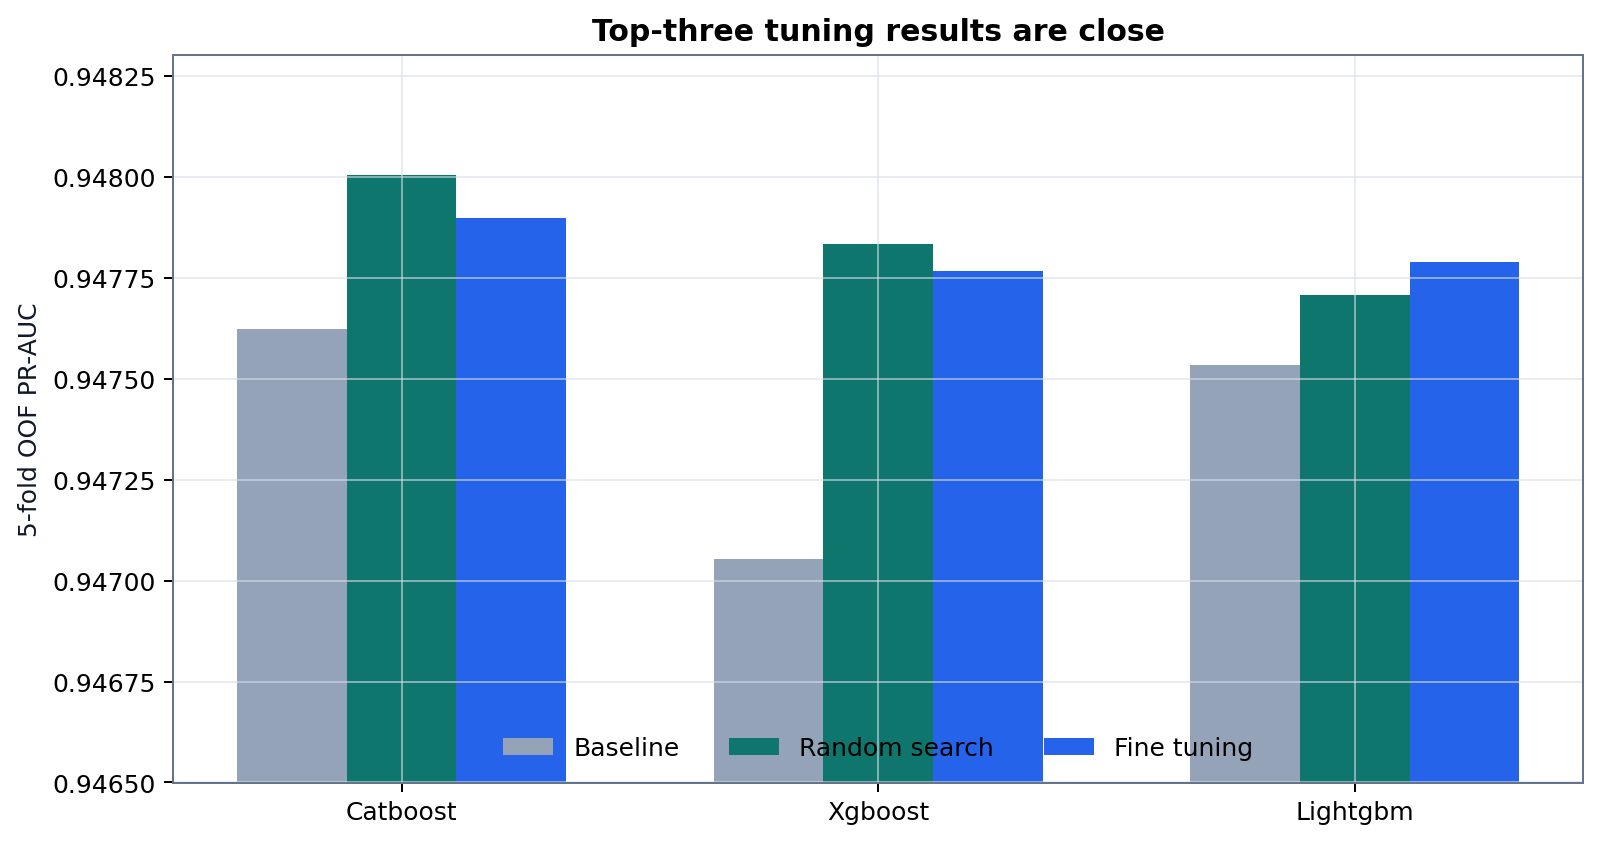 Top-three tuning results are close
5-fold OOF PR-AUC
0.94825
0.94800
0.94775
0.94750
0.94725
0.94700
0.94675
0.94650
Baseline
Random search
Fine tuning
Catboost
Xgboost
Lightgbm